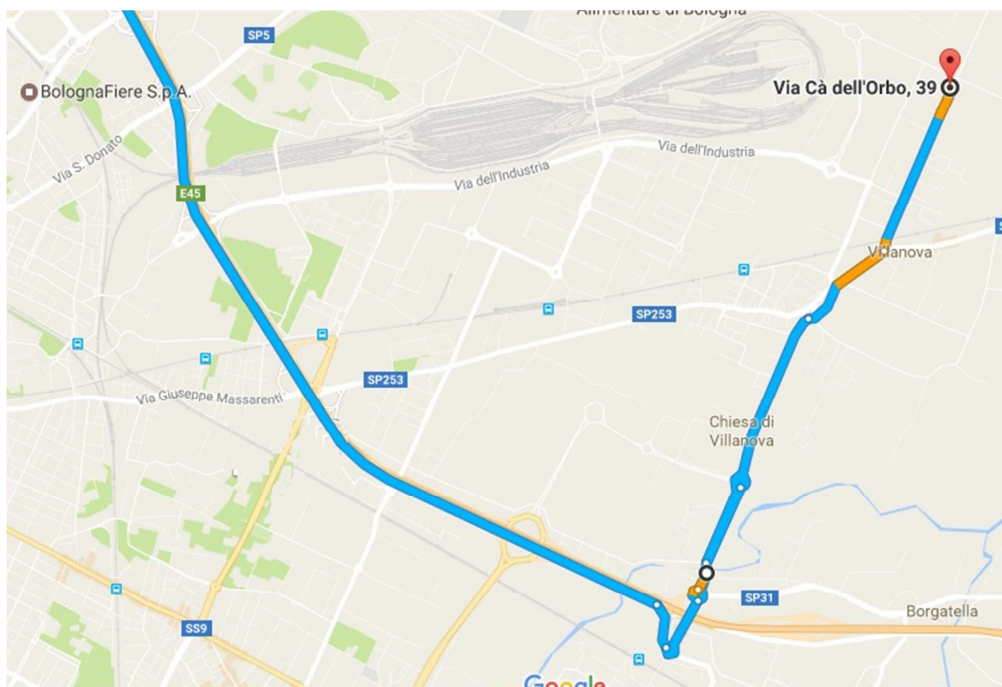 Alimentare di Bologna
SP5
BolognaFiere S.p.A.
Via Cà dell'Orbo, 39
Via S. Donato
Via dell'Industria
Via dell'Industria
E45
Villanova
SP253
SP253
Via Giuseppe Massarenti
Chiesa di
Villanova
SP31
Borgatella
SS9
Google